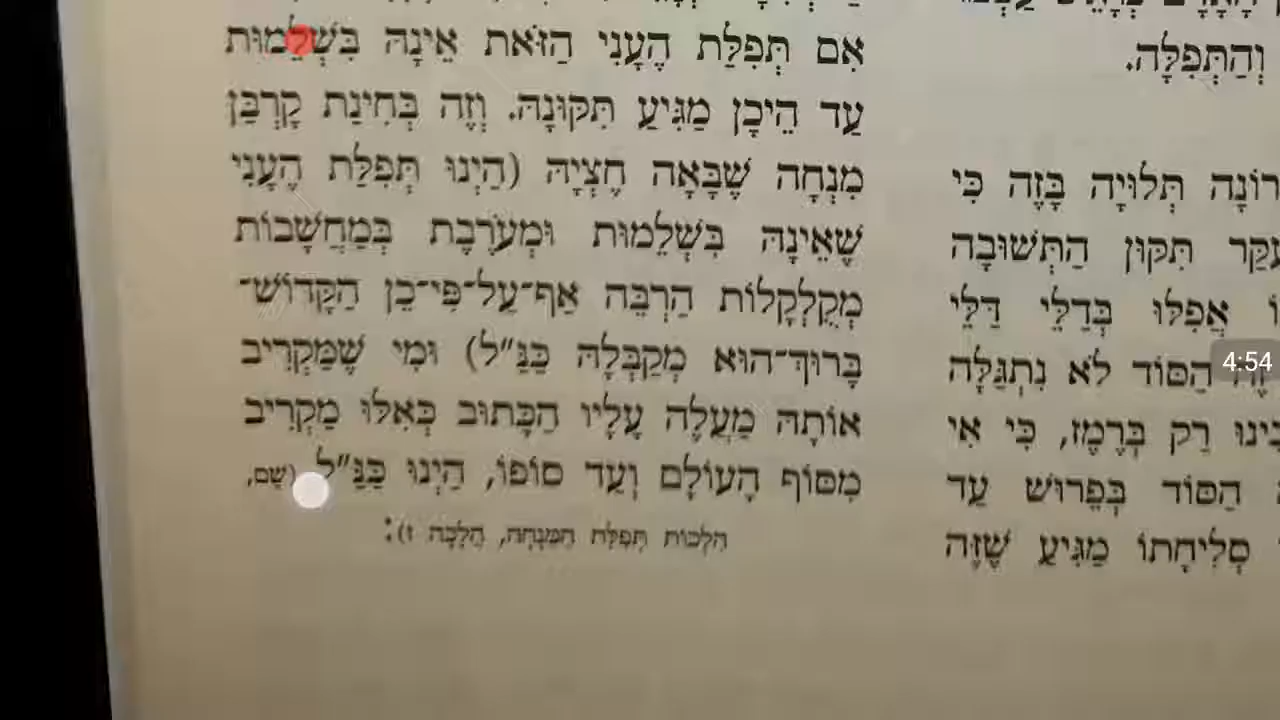 וְהַתְּפִלָּה.
תְּלוּיָה בָּזֶה כִּי
תִּקּוּן הַתְּשׁוּבָה
אֲפִלּוּ בְּדַלֵּי דַּלֵּי
הַסּוֹד לֹא נִתְגַּלָּה
רַק בְּרֶמֶז, כִּי אִי
הַסּוֹד בְּפֵרוּשׁ עַד
סְלִיחָתוֹ מַגִּיעַ שֶׁזֶּה
אִם תְּפִלַּת הֶעָנִי הַזֹּאת אֵינָהּ בִּשְׁלֵמוּת
עַד הֵיכָן מַגִּיעַ תִּקּוּנָהּ. וְזֶה בְּחִינַת קָרְבַּן
מִנְחָה שֶׁבָּאָה חֶצְיָהּ (הַיְנוּ תְּפִלַּת הֶעָנִי
שֶׁאֵינָהּ בִּשְׁלֵמוּת וּמְעֹרֶבֶת בְּמַחֲשָׁבוֹת
מְקֻלְקָלוֹת הַרְבֵּה אַף־עַל־פִּי־כֵן הַקָּדוֹשׁ־
בָּרוּךְ־הוּא מְקַבְּלָהּ כַּנַּ"ל) וּמִי שֶׁמַּקְרִיב
אוֹתָהּ מַעֲלֶה עָלָיו הַכָּתוּב כְּאִלּוּ מַקְרִיב
מִסּוֹף הָעוֹלָם וְעַד סוֹפוֹ, הַיְנוּ כַּנַּ"ל (שָׁם,
הִלְכוֹת תְּפִלַּת הַמִּנְחָה, הֲלָכָה ז):
4:54